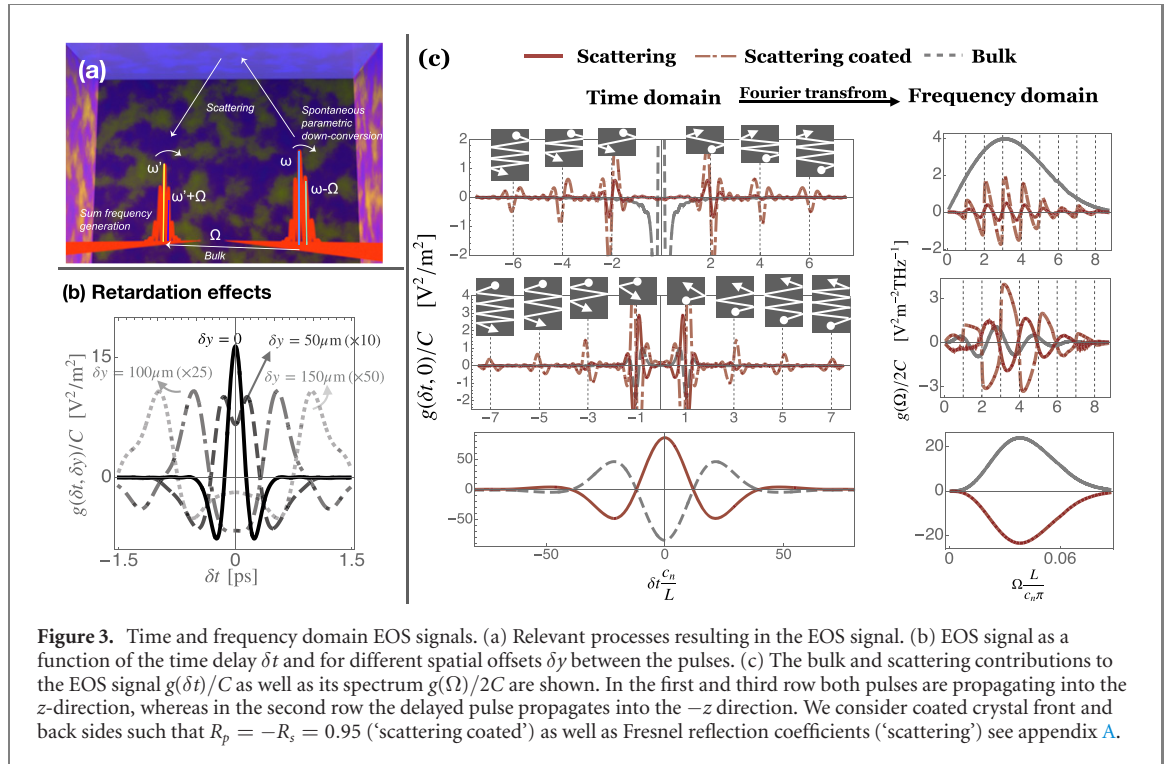 (a)
Scattering
Spontaneous
parametric
down-conversion
ω'
ω
ω'+Ω
ω-Ω
Sum frequency
generation
Ω
Bulk
(b) Retardation effects
δy = 0
δy = 50μm (×10)
δy = 100μm (×25)
δy = 150μm (×50)
g(δt, δy)/C [V²/m²]
15
0
−1.5 0 1.5
δt [ps]
(c)
Scattering Scattering coated Bulk
Time domain Fourier transfrom Frequency domain
g(δt, 0)/C [V²/m²]
2
1
0
−1
−2
−6 −4 −2 0 2 4 6
4
3
2
1
0
−1
−2
−7 −5 −3 −1 1 3 5 7
50
0
−50
−50 0 50
δt c_n/L
g(Ω)/2C [V²m⁻²THz⁻¹]
4
2
0
−2
0 2 4 6 8
3
0
−3
0 2 4 6 8
20
0
−20
0 0.06
Ω L/c_nπ
Figure 3. Time and frequency domain EOS signals. (a) Relevant processes resulting in the EOS signal. (b) EOS signal as a
function of the time delay δt and for different spatial offsets δy between the pulses. (c) The bulk and scattering contributions to
the EOS signal g(δt)/C as well as its spectrum g(Ω)/2C are shown. In the first and third row both pulses are propagating into the
z-direction, whereas in the second row the delayed pulse propagates into the −z direction. We consider coated crystal front and
back sides such that R_p = −R_s = 0.95 (‘scattering coated’) as well as Fresnel reflection coefficients (‘scattering’) see appendix A.